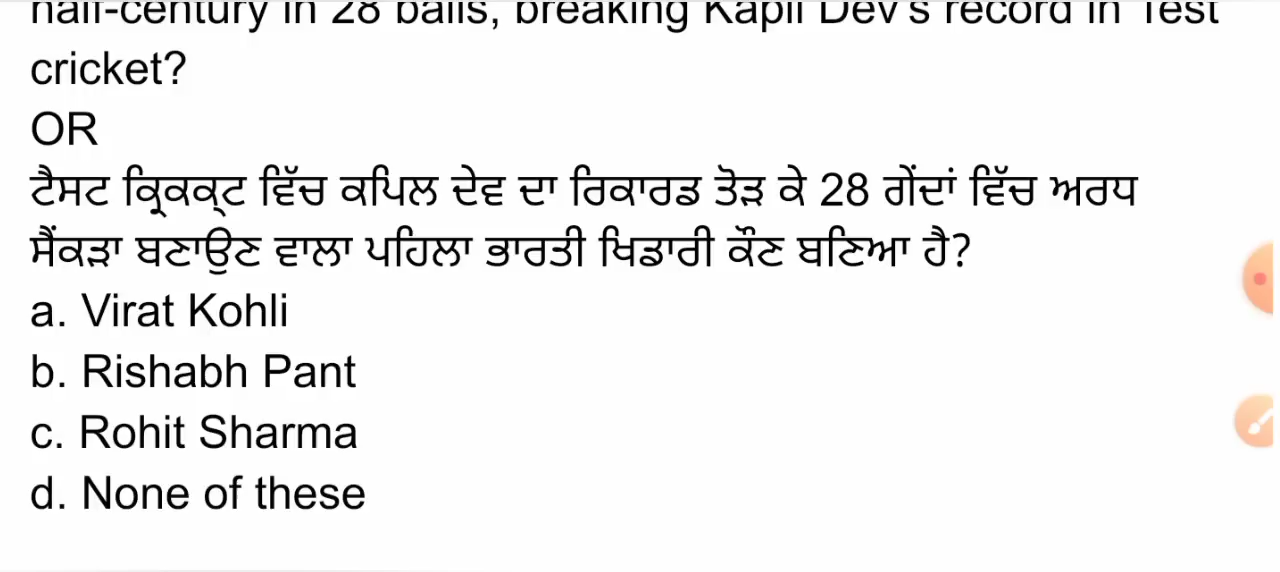 half-century in 28 balls, breaking Kapil Dev's record in Test
cricket?
OR
ਟੈਸਟ ਕ੍ਰਿਕਕ੍ਟ ਵਿੱਚ ਕਪਿਲ ਦੇਵ ਦਾ ਰਿਕਾਰਡ ਤੋੜ ਕੇ 28 ਗੇਂਦਾਂ ਵਿੱਚ ਅਰਧ
ਸੈਂਕੜਾ ਬਣਾਉਣ ਵਾਲਾ ਪਹਿਲਾ ਭਾਰਤੀ ਖਿਡਾਰੀ ਕੌਣ ਬਣਿਆ ਹੈ?
a. Virat Kohli
b. Rishabh Pant
c. Rohit Sharma
d. None of these